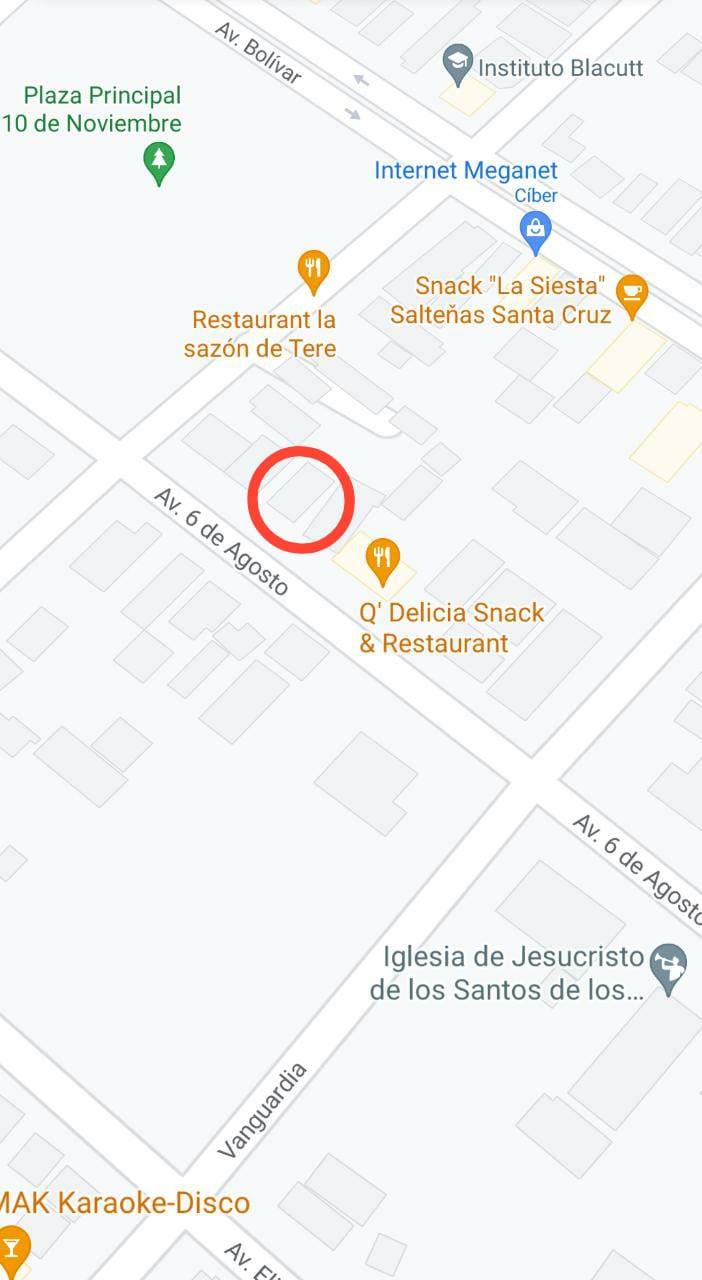 Av. Bolívar
Instituto Blacutt
Plaza Principal
10 de Noviembre
Internet Meganet
Cíber
Snack "La Siesta"
Salteñas Santa Cruz
Restaurant la
sazón de Tere
Av. 6 de Agosto
Q' Delicia Snack
& Restaurant
Av. 6 de Agosto
Iglesia de Jesucristo
de los Santos de los...
Vanguardia
MAK Karaoke-Disco
Av.